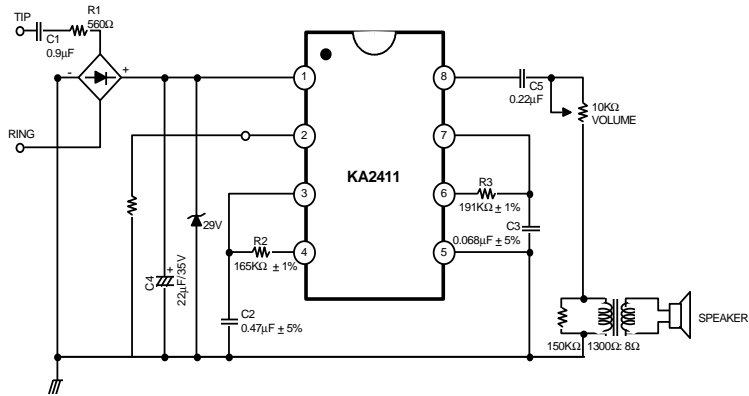 TIP
R1
560Ω
C1
0.9μF
-
+
RING
1
2
3
4
8
7
6
5
KA2411
C5
0.22μF
10KΩ
VOLUME
R3
191KΩ ± 1%
C3
0.068μF ± 5%
R2
165KΩ ± 1%
29V
+
C4
22μF/35V
C2
0.47μF ± 5%
SPEAKER
150KΩ
1300Ω: 8Ω